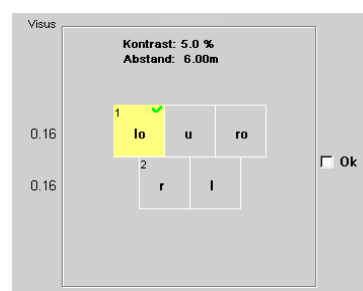 Visus
Kontrast: 5.0 %
Abstand: 6.00m
1
0.16 lo u ro
Ok
2
0.16 r l